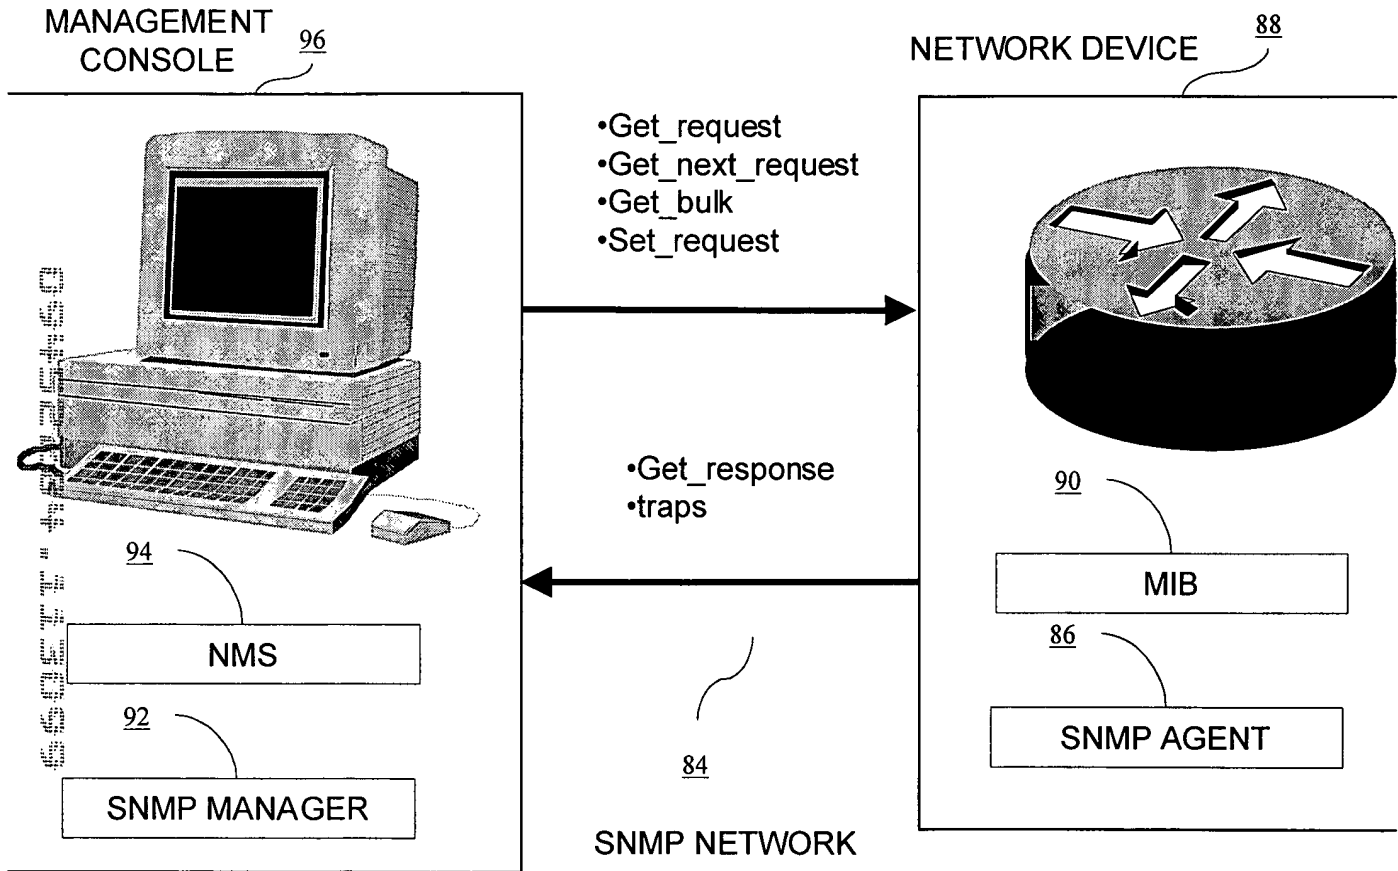 MANAGEMENT
CONSOLE
96
NETWORK DEVICE
88
•Get_request
•Get_next_request
•Get_bulk
•Set_request
•Get_response
•traps
90
MIB
94
NMS
86
SNMP AGENT
92
SNMP MANAGER
84
SNMP NETWORK